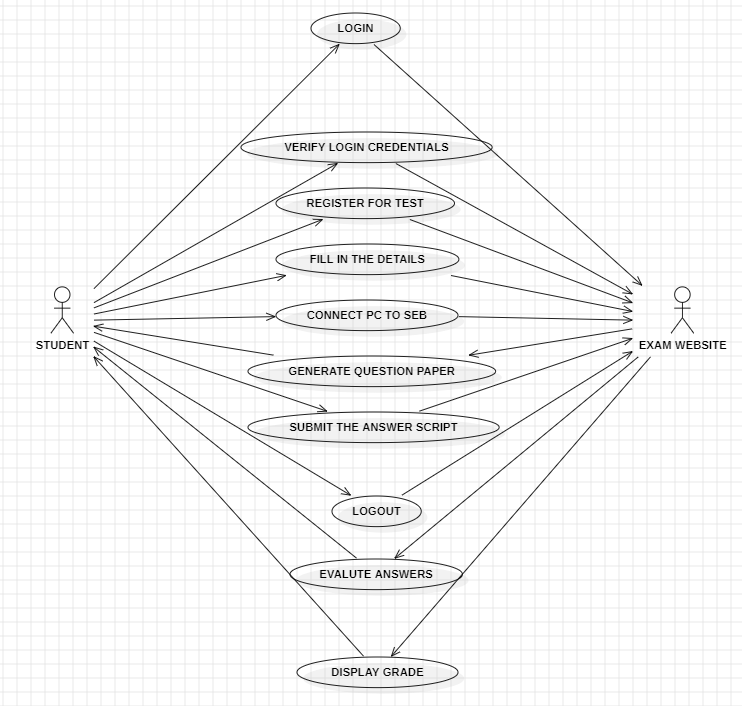 LOGIN
VERIFY LOGIN CREDENTIALS
REGISTER FOR TEST
FILL IN THE DETAILS
CONNECT PC TO SEB
STUDENT
EXAM WEBSITE
GENERATE QUESTION PAPER
SUBMIT THE ANSWER SCRIPT
LOGOUT
EVALUTE ANSWERS
DISPLAY GRADE